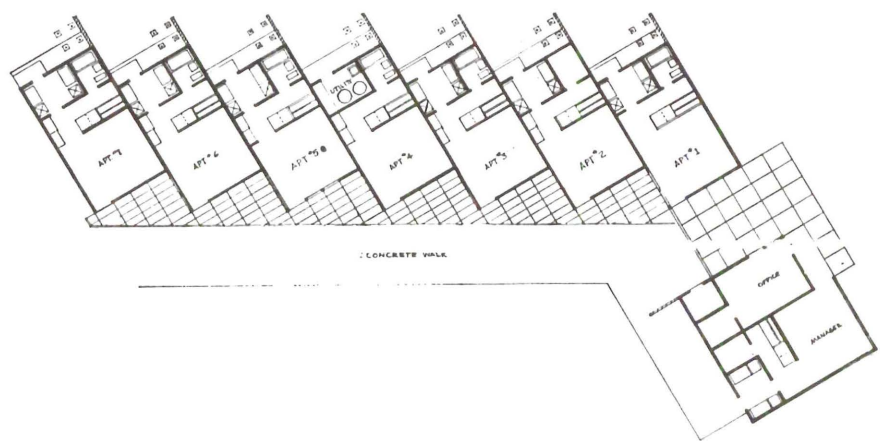 UTILITY
APT #7
APT #6
APT #5
APT #4
APT #3
APT #2
APT #1
CONCRETE WALK
OFFICE
MANAGER